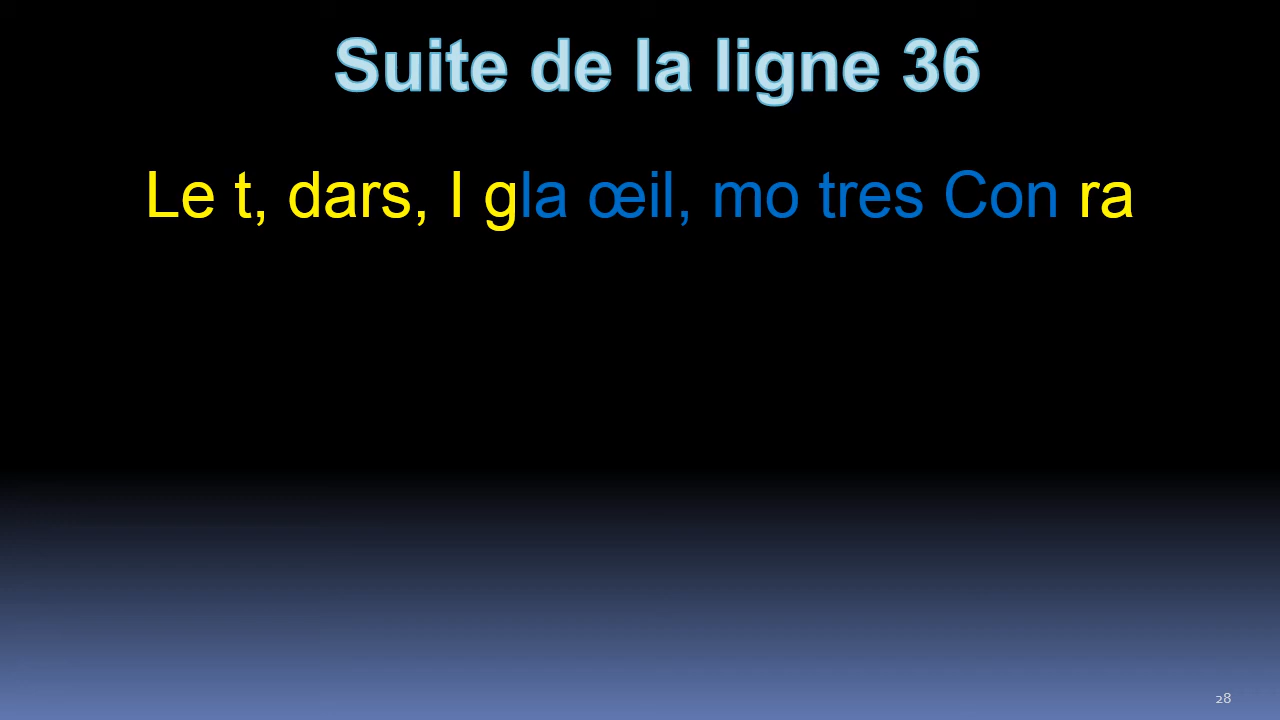 Suite de la ligne 36
Le t, dars, I gla œil, mo tres Con ra
28